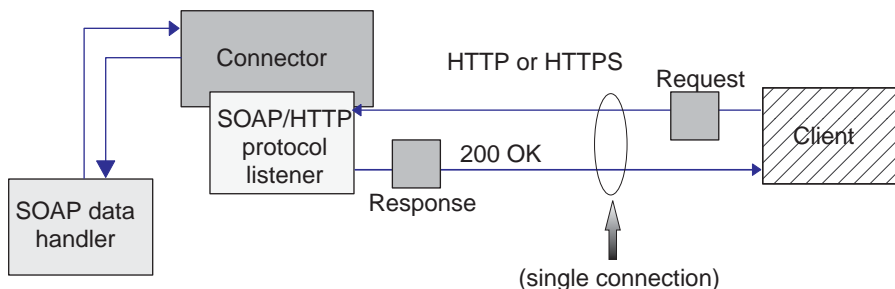 Connector
HTTP or HTTPS
Request
SOAP/HTTP
protocol
listener
Client
200 OK
Response
SOAP data
handler
(single connection)